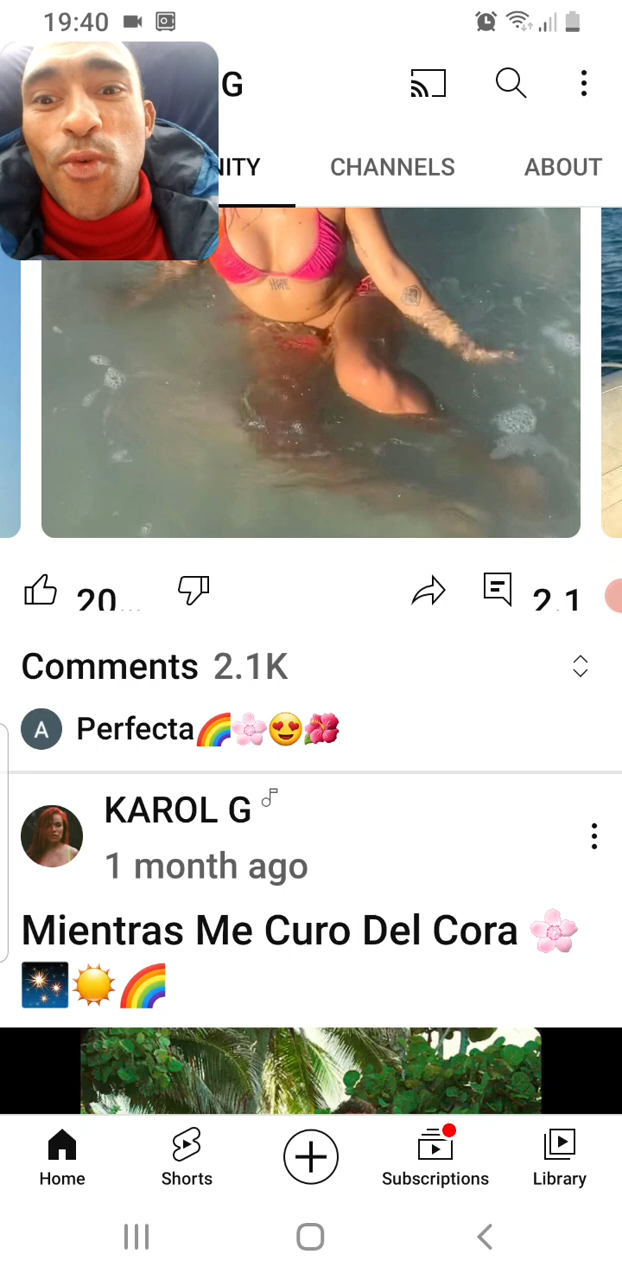 19:40
G
NITY
CHANNELS
ABOUT
20...
2.1
Comments 2.1K
A
Perfecta🌈🌸😍🌺
KAROL G
1 month ago
Mientras Me Curo Del Cora 🌸
🎇☀️🌈
Home
Shorts
Subscriptions
Library